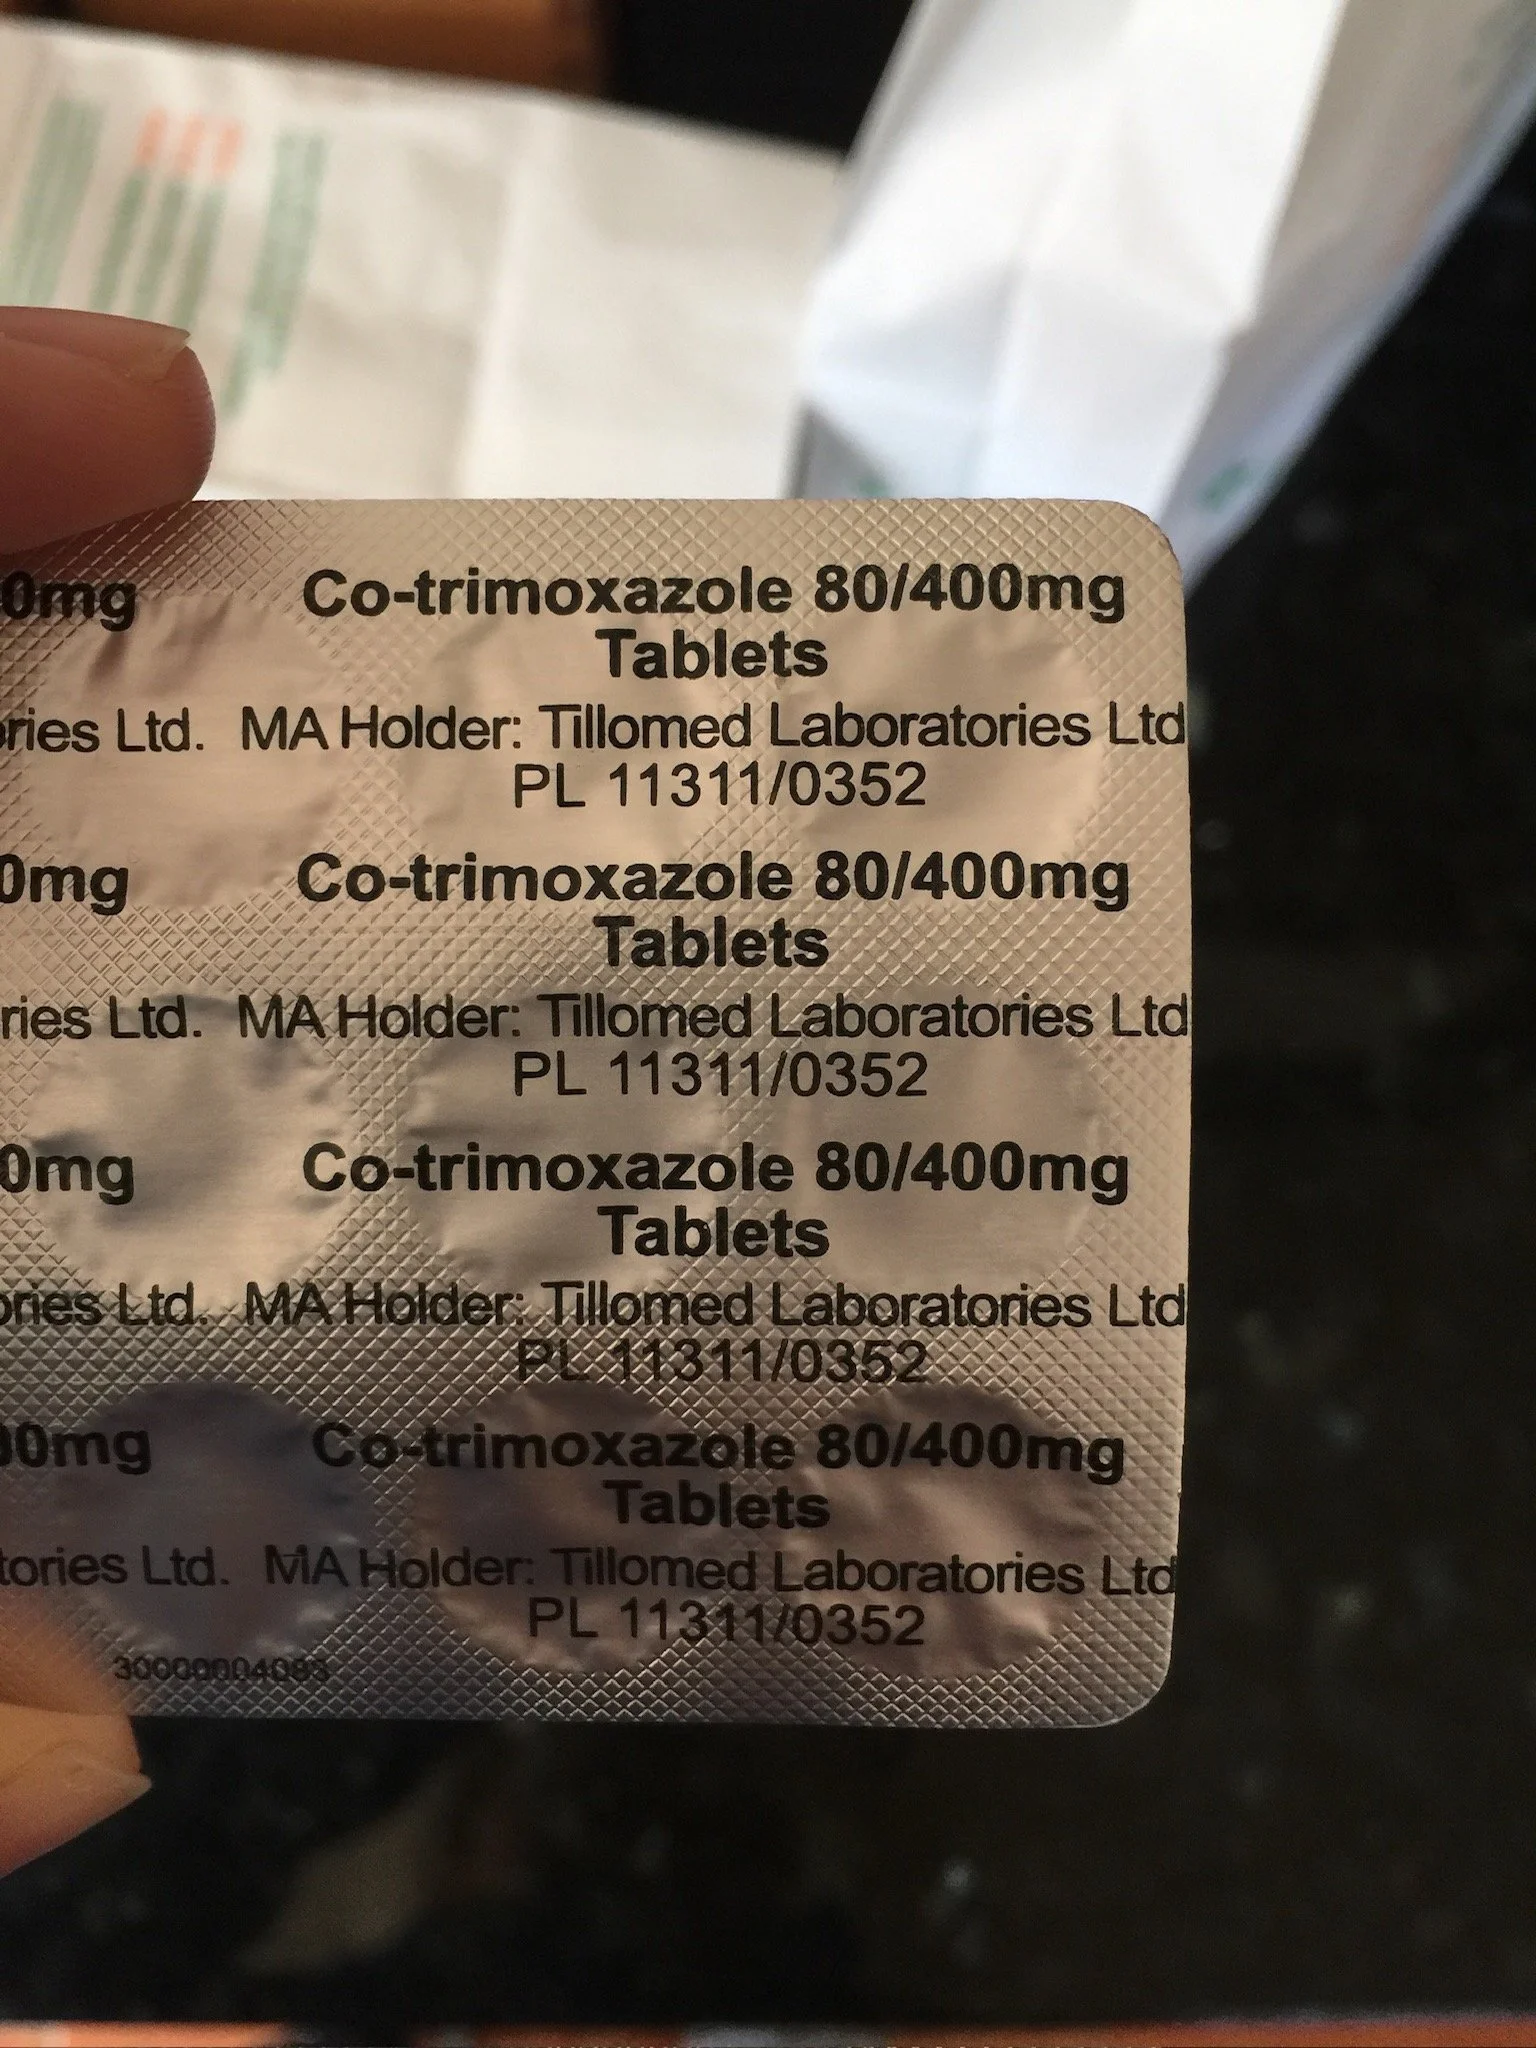 0mg Co-trimoxazole 80/400mg
Tablets
ries Ltd. MA Holder: Tillomed Laboratories Ltd
PL 11311/0352
0mg Co-trimoxazole 80/400mg
Tablets
ries Ltd. MA Holder: Tillomed Laboratories Ltd
PL 11311/0352
0mg Co-trimoxazole 80/400mg
Tablets
ories Ltd. MA Holder: Tillomed Laboratories Ltd
PL 11311/0352
00mg Co-trimoxazole 80/400mg
Tablets
tories Ltd. MA Holder: Tillomed Laboratories Ltd
PL 11311/0352